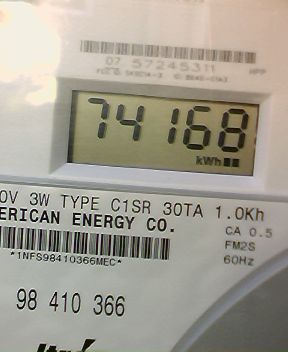 07 57245311
74168
kWh
0V 3W TYPE C1SR 30TA 1.0Kh
ERICAN ENERGY CO.
CA 0.5
FM2S
60Hz
*1NFS98410366MEC*
98 410 366